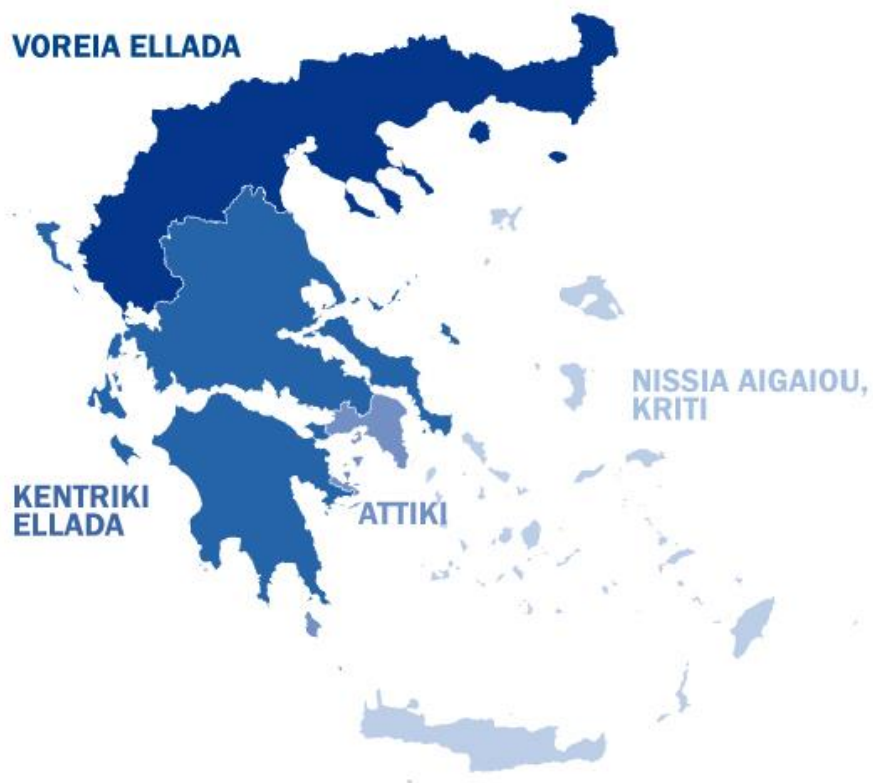 VOREIA ELLADA
NISSIA AIGAIOU,
KRITI
KENTRIKI
ELLADA
ATTIKI